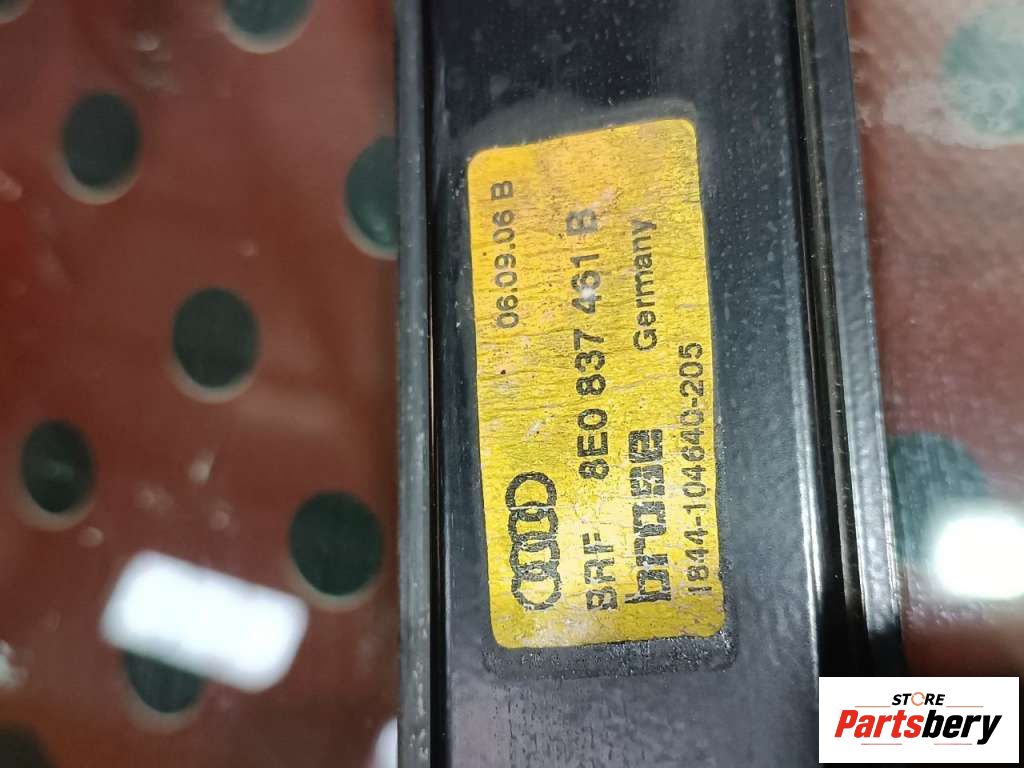 06.09.06 B
BRF 8E0 837 461 B
brose Germany
1844-104640-205
STORE
Partsbery